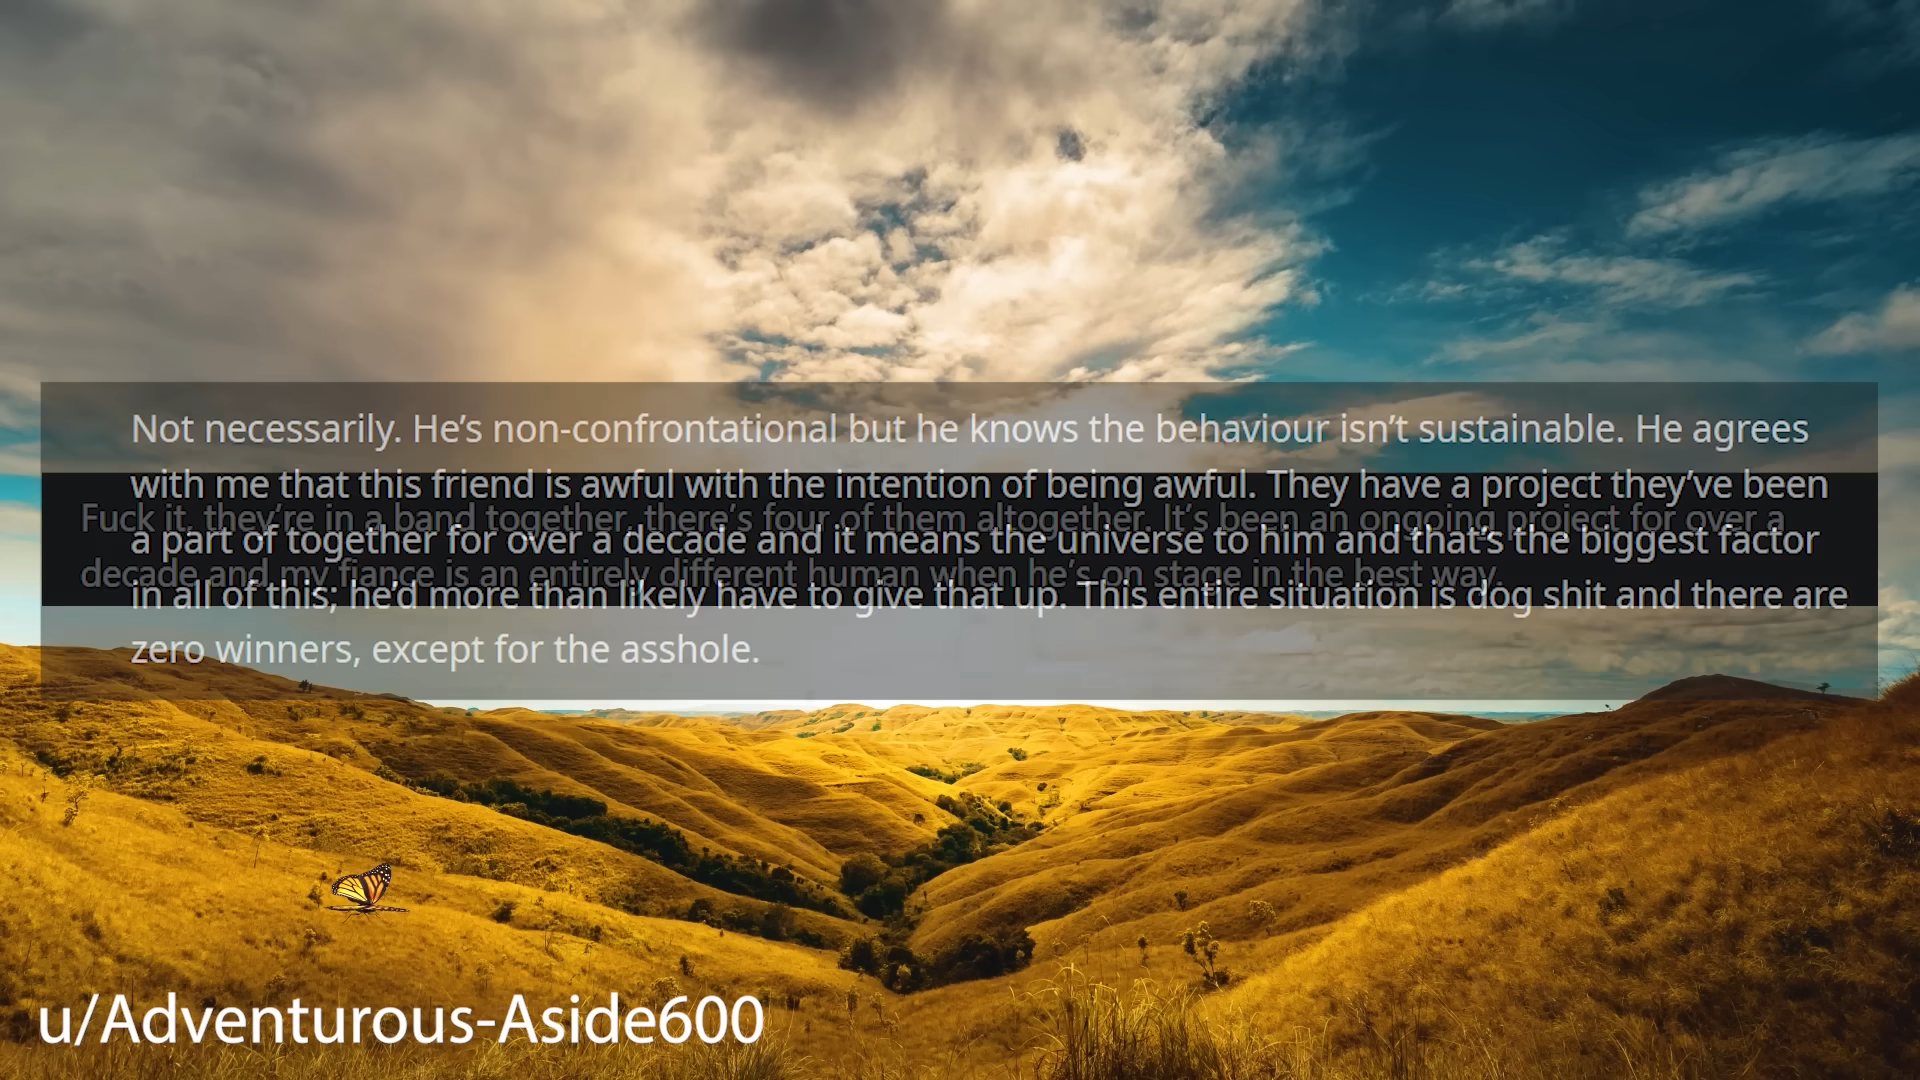 Not necessarily. He’s non-confrontational but he knows the behaviour isn’t sustainable. He agrees
with me that this friend is awful with the intention of being awful. They have a project they’ve been
Fuck it, they’re in a band together, there’s four of them altogether. It’s been an ongoing project for over a
a part of together for over a decade and it means the universe to him and that’s the biggest factor
decade and my fiance is an entirely different human when he’s on stage in the best way.
in all of this; he’d more than likely have to give that up. This entire situation is dog shit and there are
zero winners, except for the asshole.
u/Adventurous-Aside600